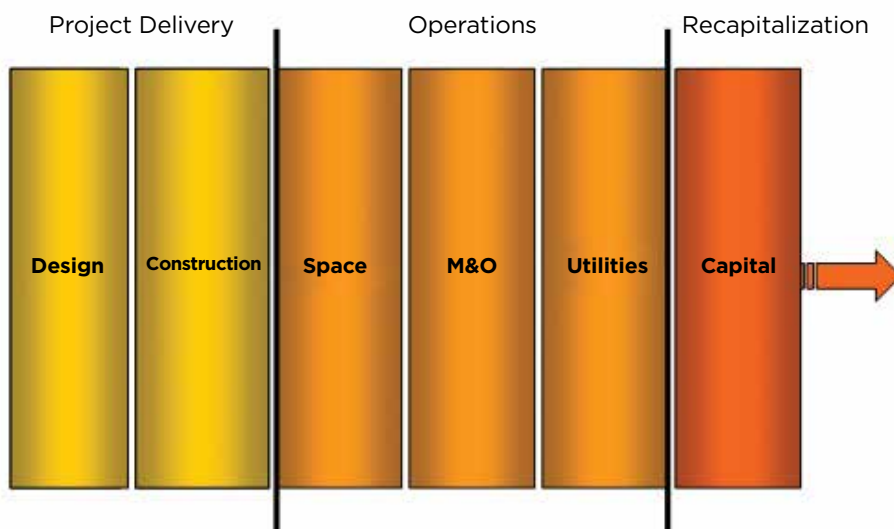 Project Delivery
Operations
Recapitalization
Design
Construction
Space
M&O
Utilities
Capital